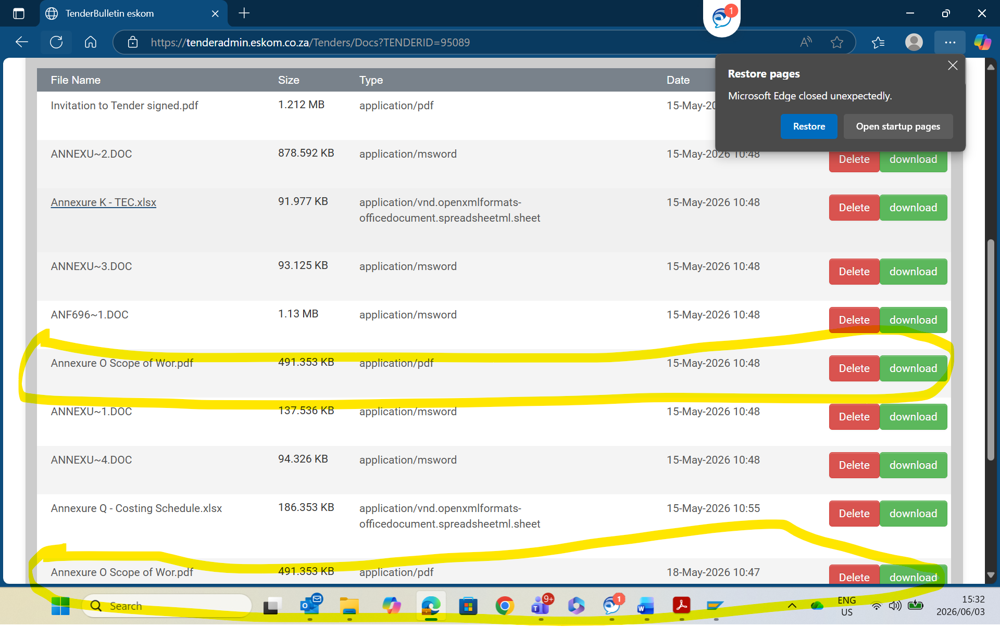 TenderBulletin eskom
1
https://tenderadmin.eskom.co.za/Tenders/Docs?TENDERID=95089
Restore pages
Microsoft Edge closed unexpectedly.
Restore
Open startup pages
File Name Size Type Date
Invitation to Tender signed.pdf 1.212 MB application/pdf 15-May-20
ANNEXU~2.DOC 878.592 KB application/msword 15-May-2026 10:48 Delete download
Annexure K - TEC.xlsx 91.977 KB application/vnd.openxmlformats- 15-May-2026 10:48 Delete download
officedocument.spreadsheetml.sheet
ANNEXU~3.DOC 93.125 KB application/msword 15-May-2026 10:48 Delete download
ANF696~1.DOC 1.13 MB application/msword 15-May-2026 10:48 Delete download
Annexure O Scope of Wor.pdf 491.353 KB application/pdf 15-May-2026 10:48 Delete download
ANNEXU~1.DOC 137.536 KB application/msword 15-May-2026 10:48 Delete download
ANNEXU~4.DOC 94.326 KB application/msword 15-May-2026 10:48 Delete download
Annexure Q - Costing Schedule.xlsx 186.353 KB application/vnd.openxmlformats- 15-May-2026 10:55 Delete download
officedocument.spreadsheetml.sheet
Annexure O Scope of Wor.pdf 491.353 KB application/pdf 18-May-2026 10:47 Delete download
Search
9+
1
ENG
US
15:32
2026/06/03